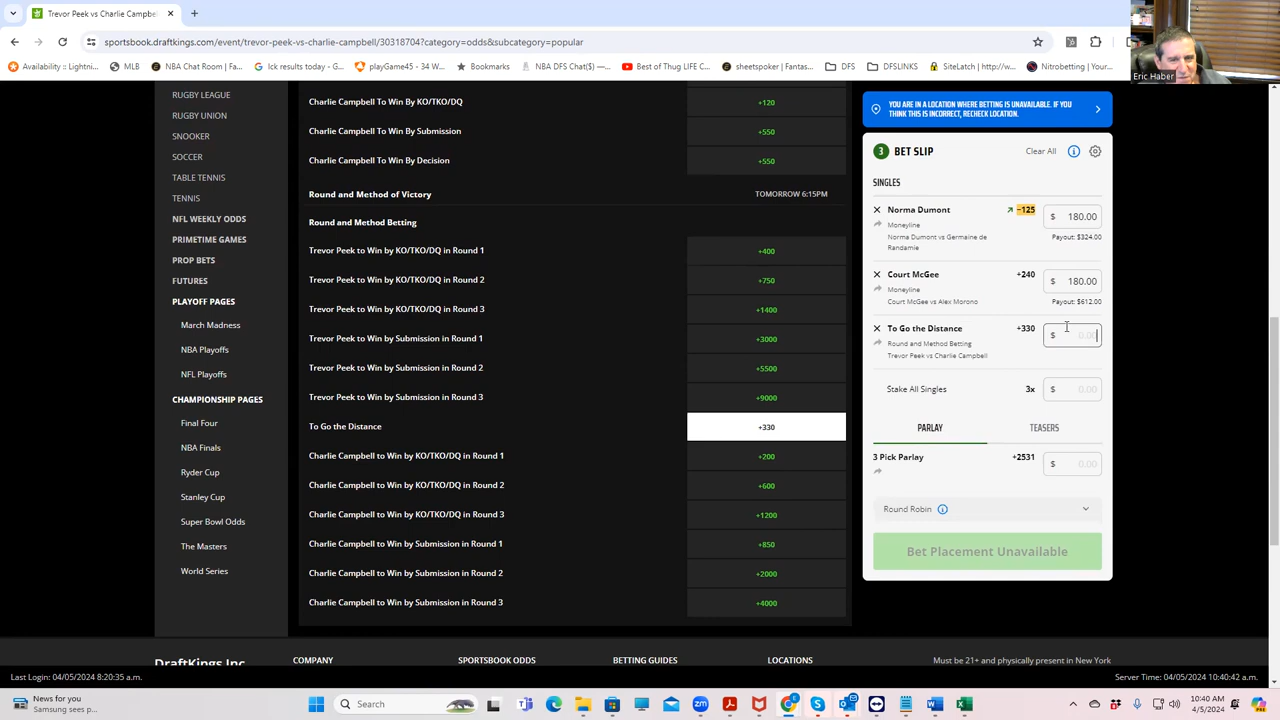 Trevor Peek vs Charlie Campbell
sportsbook.draftkings.com/event/trevor-peek-vs-charlie-campbell/30318704?category=odds&subcategory=popular
Availability :: Lightni...
MLB
NBA Chat Room / Fa...
Ick results today - G...
playGame45 - 34 W...
NBA DFS Chat($) -...
Best of Thug LIFE C...
sheetspoker | Fanta...
DFS
DFSLINKS
SiteLatch | http://w...
Nitrobetting | Your...
Eric Haber
RUGBY LEAGUE
RUGBY UNION
SNOOKER
SOCCER
TABLE TENNIS
TENNIS
NFL WEEKLY ODDS
PRIMETIME GAMES
PROP BETS
FUTURES
PLAYOFF PAGES
March Madness
NBA Playoffs
NFL Playoffs
CHAMPIONSHIP PAGES
Final Four
NBA Finals
Ryder Cup
Stanley Cup
Super Bowl Odds
The Masters
World Series
Charlie Campbell To Win By KO/TKO/DQ +120
Charlie Campbell To Win By Submission +550
Charlie Campbell To Win By Decision +550
Round and Method of Victory TOMORROW 6:15PM
Round and Method Betting
Trevor Peek to Win by KO/TKO/DQ in Round 1 +400
Trevor Peek to Win by KO/TKO/DQ in Round 2 +750
Trevor Peek to Win by KO/TKO/DQ in Round 3 +1400
Trevor Peek to Win by Submission in Round 1 +3000
Trevor Peek to Win by Submission in Round 2 +5500
Trevor Peek to Win by Submission in Round 3 +9000
To Go the Distance +330
Charlie Campbell to Win by KO/TKO/DQ in Round 1 +200
Charlie Campbell to Win by KO/TKO/DQ in Round 2 +600
Charlie Campbell to Win by KO/TKO/DQ in Round 3 +1200
Charlie Campbell to Win by Submission in Round 1 +850
Charlie Campbell to Win by Submission in Round 2 +2000
Charlie Campbell to Win by Submission in Round 3 +4000
YOU ARE IN A LOCATION WHERE BETTING IS UNAVAILABLE. IF YOU
THINK THIS IS INCORRECT, RECHECK LOCATION.
3 BET SLIP Clear All
SINGLES
Norma Dumont −125 $ 180.00
Moneyline
Norma Dumont vs Germaine de
Randamie
Payout: $324.00
Court McGee +240 $ 180.00
Moneyline
Court McGee vs Alex Morono Payout: $612.00
To Go the Distance +330 $ 0.00
Round and Method Betting
Trevor Peek vs Charlie Campbell
Stake All Singles 3x $ 0.00
PARLAY TEASERS
3 Pick Parlay +2531 $ 0.00
Round Robin
Bet Placement Unavailable
DraftKings Inc.
COMPANY SPORTSBOOK BETTING GUIDES LOCATIONS
Must be 21+ and physically present in New York
Last Login: 04/05/2024 8:20:35 a.m. Server Time: 04/05/2024 10:40:42 a.m.
News for you
Samsung sees p...
Search
10:40 AM
4/5/2024